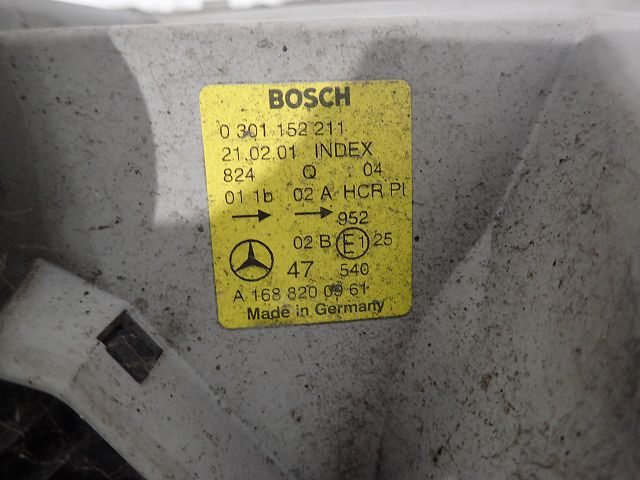 BOSCH
0 301 152 211
21.02.01 INDEX
824 Q 04
01 1b 02 A HCR Pl
952
02 B E1 25
47 540
A 168 820 09 61
Made in Germany